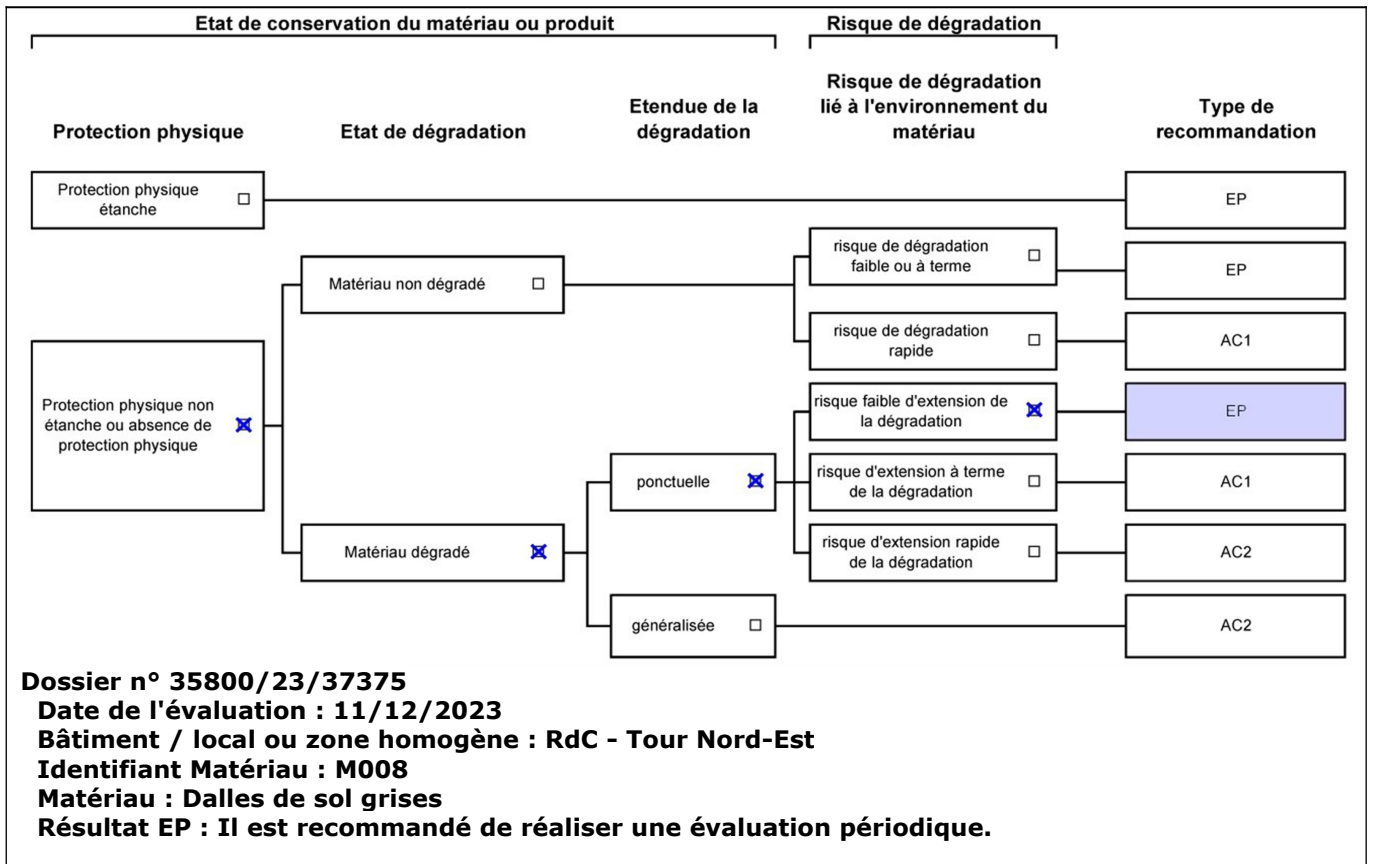 Etat de conservation du matériau ou produit
Risque de dégradation
Protection physique
Etat de dégradation
Etendue de la
dégradation
Risque de dégradation
lié à l'environnement du
matériau
Type de
recommandation
Protection physique
étanche
EP
risque de dégradation
faible ou à terme
EP
Matériau non dégradé
risque de dégradation
rapide
AC1
Protection physique non
étanche ou absence de
protection physique
risque faible d'extension de
la dégradation
EP
ponctuelle
risque d'extension à terme
de la dégradation
AC1
Matériau dégradé
risque d'extension rapide
de la dégradation
AC2
généralisée
AC2
Dossier n° 35800/23/37375
Date de l'évaluation : 11/12/2023
Bâtiment / local ou zone homogène : RdC - Tour Nord-Est
Identifiant Matériau : M008
Matériau : Dalles de sol grises
Résultat EP : Il est recommandé de réaliser une évaluation périodique.